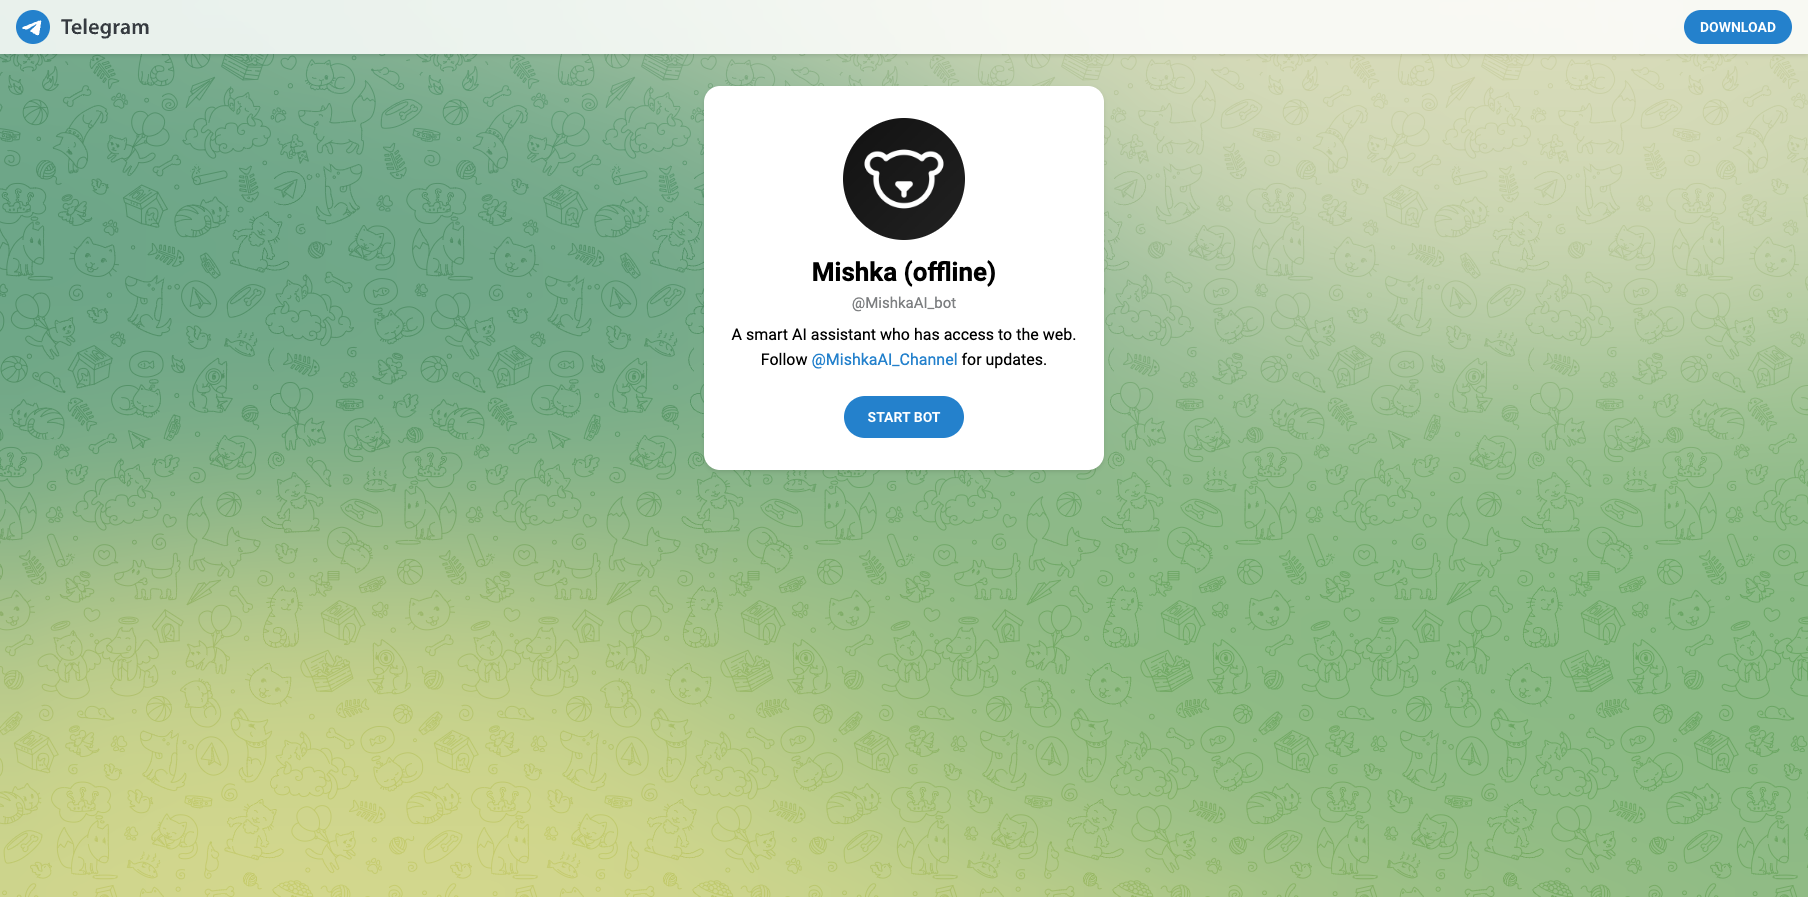 Telegram
DOWNLOAD
Mishka (offline)
@MishkaAI_bot
A smart AI assistant who has access to the web.
Follow @MishkaAI_Channel for updates.
START BOT